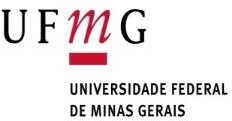 UFMG
UNIVERSIDADE FEDERAL
DE MINAS GERAIS